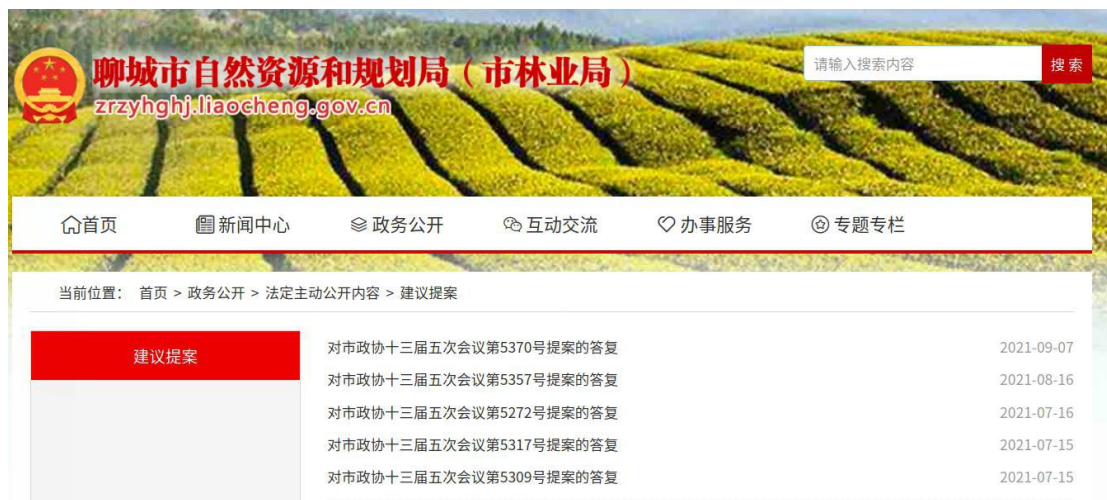 聊城市自然资源和规划局（市林业局）
zrzyhghj.liaocheng.gov.cn
请输入搜索内容 搜索
首页 新闻中心 政务公开 互动交流 办事服务 专题专栏
当前位置： 首页 > 政务公开 > 法定主动公开内容 > 建议提案
建议提案
对市政协十三届五次会议第5370号提案的答复 2021-09-07
对市政协十三届五次会议第5357号提案的答复 2021-08-16
对市政协十三届五次会议第5272号提案的答复 2021-07-16
对市政协十三届五次会议第5317号提案的答复 2021-07-15
对市政协十三届五次会议第5309号提案的答复 2021-07-15